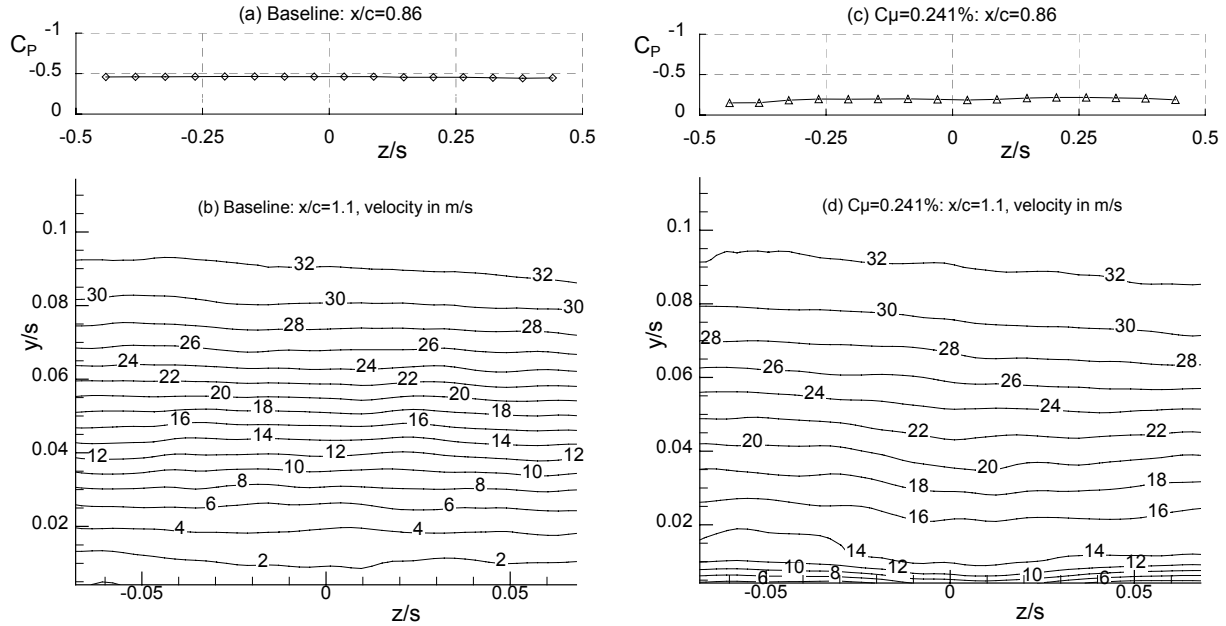 (a) Baseline: x/c=0.86
-1
C_P
-0.5
0
-0.5 -0.25 0 0.25 0.5
z/s
(c) Cµ=0.241%: x/c=0.86
-1
C_P
-0.5
0
-0.5 -0.25 0 0.25 0.5
z/s
(b) Baseline: x/c=1.1, velocity in m/s
0.1
0.08
y/s
0.06
0.04
0.02
32 32
30 30 30
28 28
26 26
24 24
22 22
20 20
18 18
16 16
14 14
12 12 12
10 10
8 8
6 6
4 4
2 2
-0.05 0 0.05
z/s
(d) Cµ=0.241%: x/c=1.1, velocity in m/s
0.1
0.08
y/s
0.06
0.04
0.02
32 32
30 30
28 28 28
26 26
24 24
22 22
20 20
18 18
16 16
14 14
12 12
10 10
8
6 6
-0.05 0 0.05
z/s